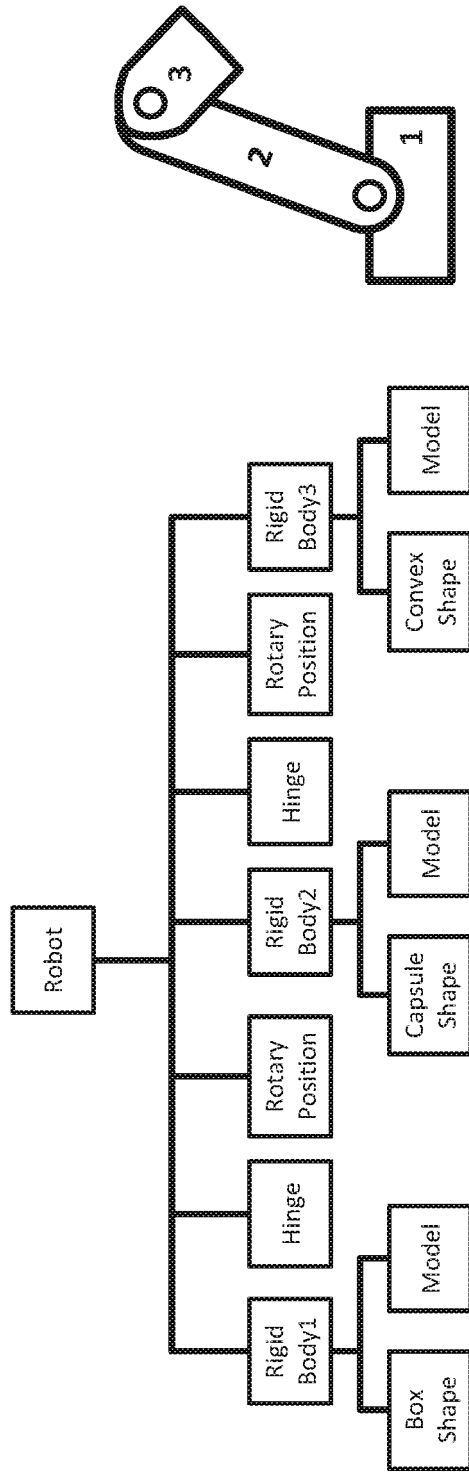 Robot
Rigid
Body1
Hinge
Rotary
Position
Rigid
Body2
Hinge
Rotary
Position
Rigid
Body3
Box
Shape
Model
Capsule
Shape
Model
Convex
Shape
Model
1
2
3